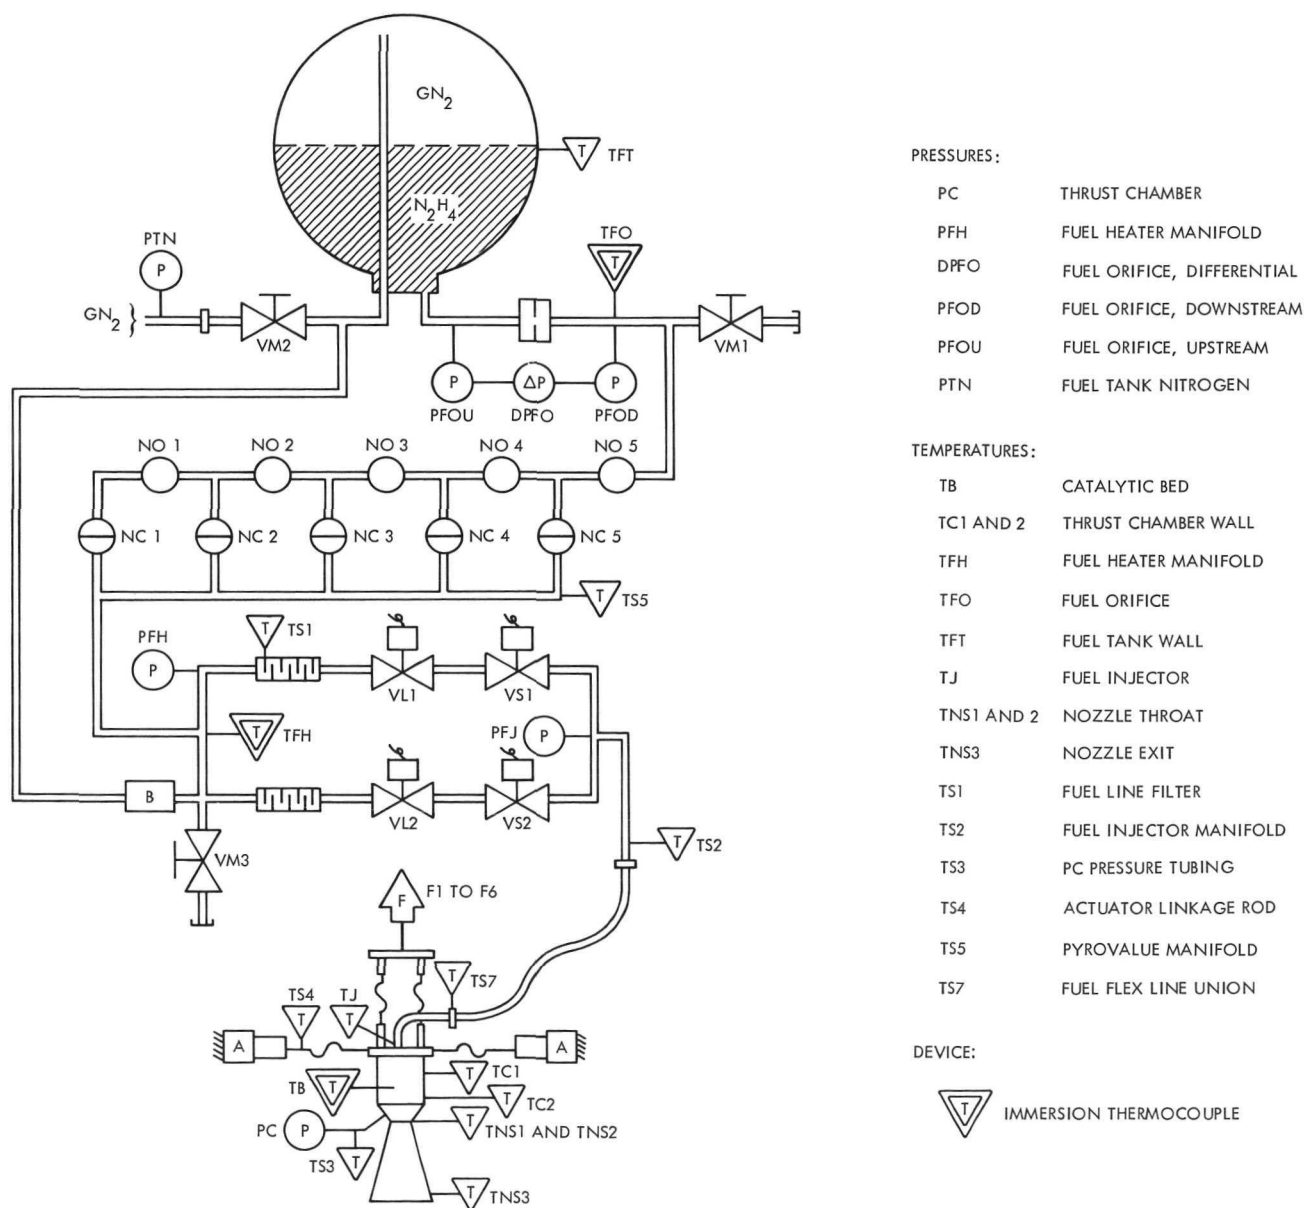 GN2
TFT
N2H4
PTN
P
TFO
T
GN2 }
VM2
VM1
P
ΔP
P
PFOU
DPFO
PFOD
NO 1
NO 2
NO 3
NO 4
NO 5
NC 1
NC 2
NC 3
NC 4
NC 5
T
TS5
PFH
P
T
TS1
VL1
VS1
T
TFH
PFJ
P
B
VL2
VS2
T
TS2
VM3
F
F1 TO F6
T
TS7
TS4
T
TJ
T
A
A
TB
T
T
TC1
T
TC2
PC
P
T
TNS1 AND TNS2
TS3
T
T
TNS3
PRESSURES:
PC THRUST CHAMBER
PFH FUEL HEATER MANIFOLD
DPFO FUEL ORIFICE, DIFFERENTIAL
PFOD FUEL ORIFICE, DOWNSTREAM
PFOU FUEL ORIFICE, UPSTREAM
PTN FUEL TANK NITROGEN
TEMPERATURES:
TB CATALYTIC BED
TC1 AND 2 THRUST CHAMBER WALL
TFH FUEL HEATER MANIFOLD
TFO FUEL ORIFICE
TFT FUEL TANK WALL
TJ FUEL INJECTOR
TNS1 AND 2 NOZZLE THROAT
TNS3 NOZZLE EXIT
TS1 FUEL LINE FILTER
TS2 FUEL INJECTOR MANIFOLD
TS3 PC PRESSURE TUBING
TS4 ACTUATOR LINKAGE ROD
TS5 PYROVALUE MANIFOLD
TS7 FUEL FLEX LINE UNION
DEVICE:
T IMMERSION THERMOCOUPLE